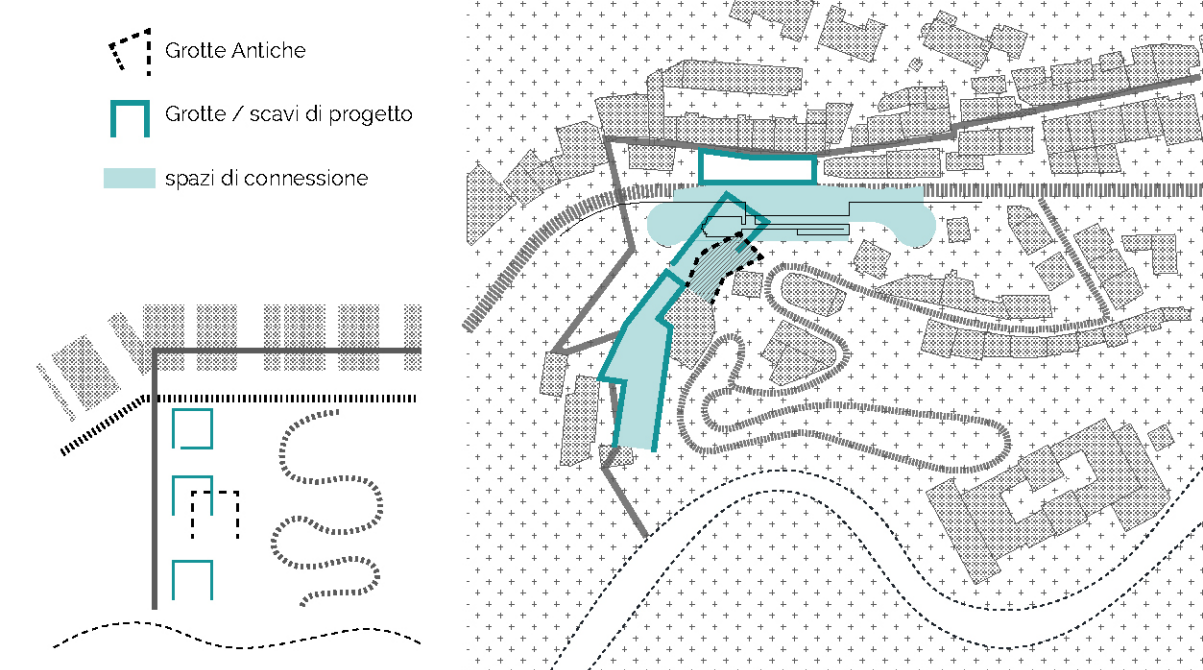 Grotte Antiche
Grotte / scavi di progetto
spazi di connessione